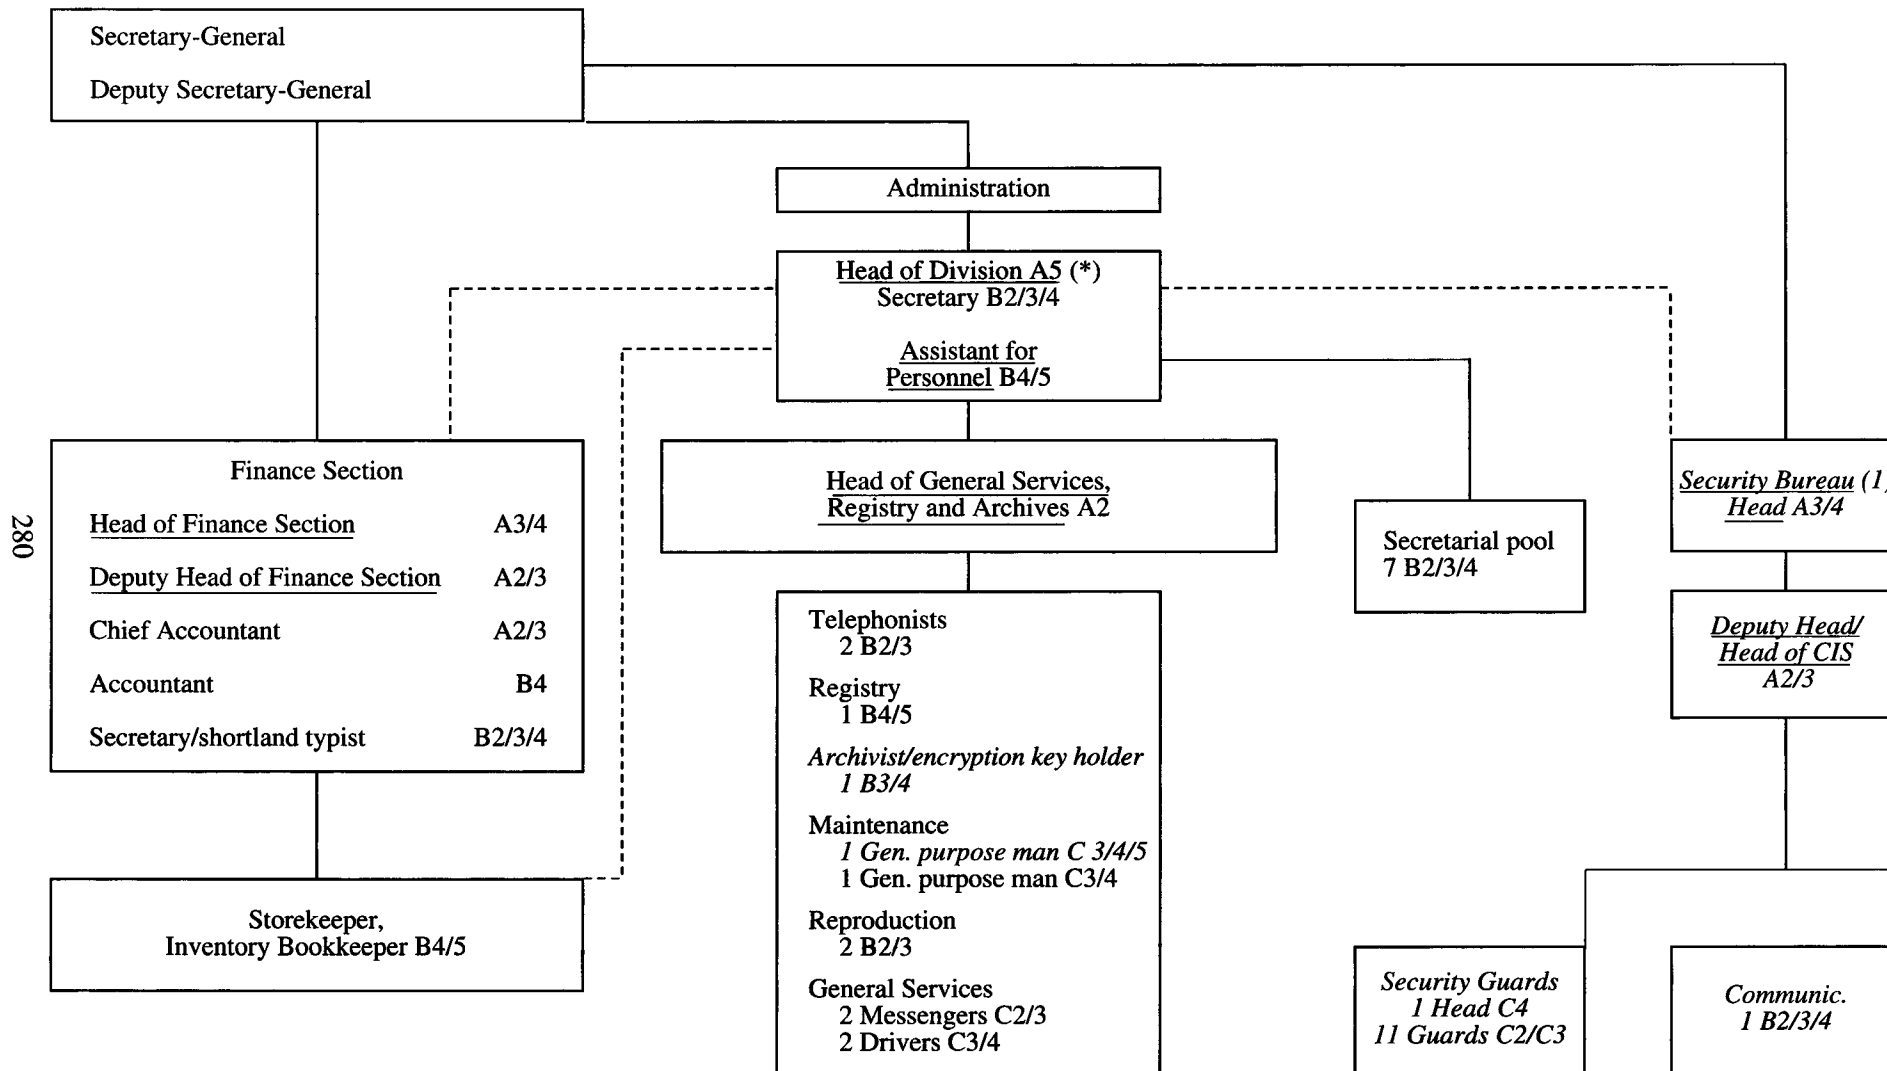 Secretary-General
Deputy Secretary-General
Administration
Head of Division A5 (*)
Secretary B2/3/4
Assistant for
Personnel B4/5
Finance Section
Head of Finance Section A3/4
Deputy Head of Finance Section A2/3
Chief Accountant A2/3
Accountant B4
Secretary/shortland typist B2/3/4
Storekeeper,
Inventory Bookkeeper B4/5
Head of General Services,
Registry and Archives A2
Telephonists
2 B2/3
Registry
1 B4/5
Archivist/encryption key holder
1 B3/4
Maintenance
1 Gen. purpose man C 3/4/5
1 Gen. purpose man C3/4
Reproduction
2 B2/3
General Services
2 Messengers C2/3
2 Drivers C3/4
Secretarial pool
7 B2/3/4
Security Bureau (1)
Head A3/4
Deputy Head/
Head of CIS
A2/3
Security Guards
1 Head C4
11 Guards C2/C3
Communic.
1 B2/3/4
280